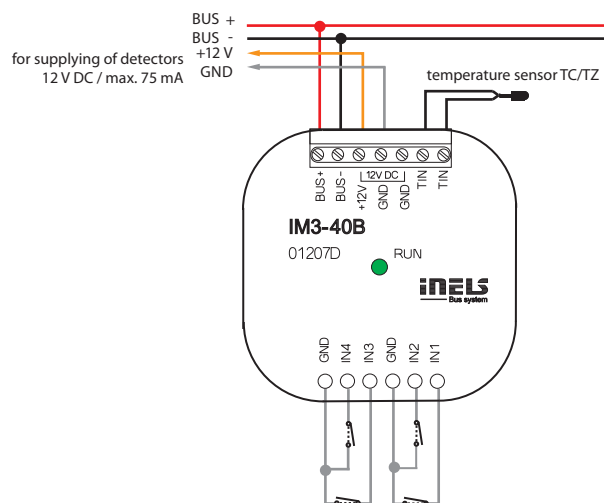 BUS +
BUS -
+12 V
for supplying of detectors
12 V DC / max. 75 mA
GND
temperature sensor TC/TZ
BUS+
BUS-
+12V
12V DC
GND
GND
TIN
TIN
IM3-40B
01207D
RUN
iNELS
Bus system
GND
IN4
IN3
GND
IN2
IN1